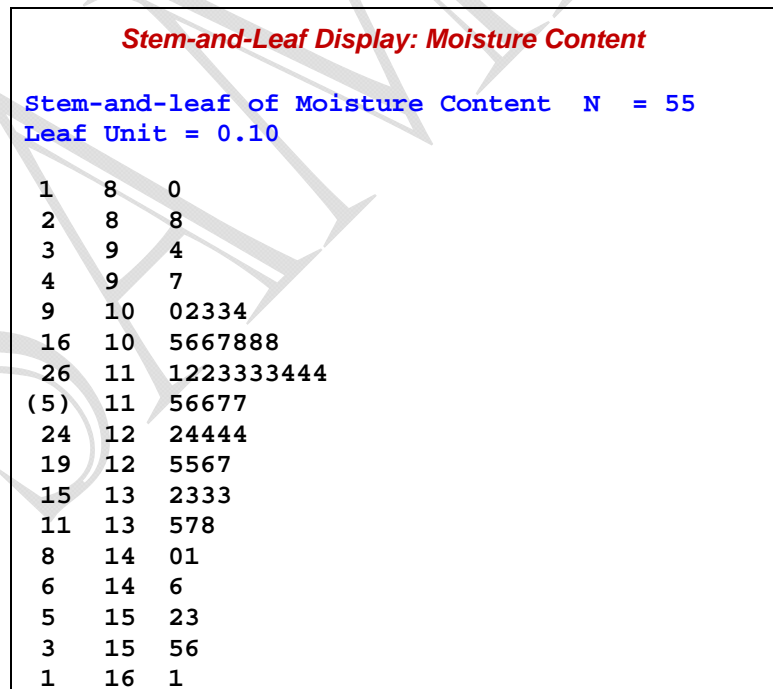 Stem-and-Leaf Display: Moisture Content
Stem-and-leaf of Moisture Content N = 55
Leaf Unit = 0.10
1 8 0
2 8 8
3 9 4
4 9 7
9 10 02334
16 10 5667888
26 11 1223333444
(5) 11 56677
24 12 24444
19 12 5567
15 13 2333
11 13 578
8 14 01
6 14 6
5 15 23
3 15 56
1 16 1